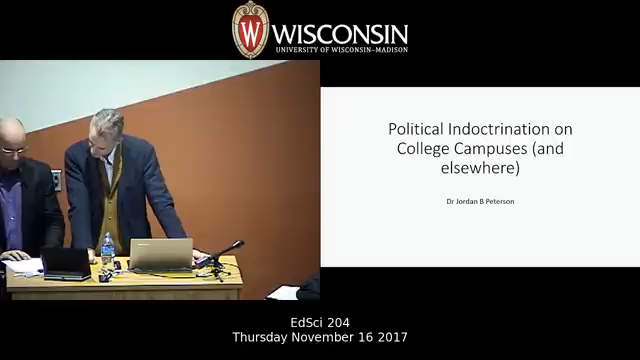 WISCONSIN
UNIVERSITY OF WISCONSIN–MADISON
Political Indoctrination on
College Campuses (and
elsewhere)
Dr Jordan B Peterson
EdSci 204
Thursday November 16 2017